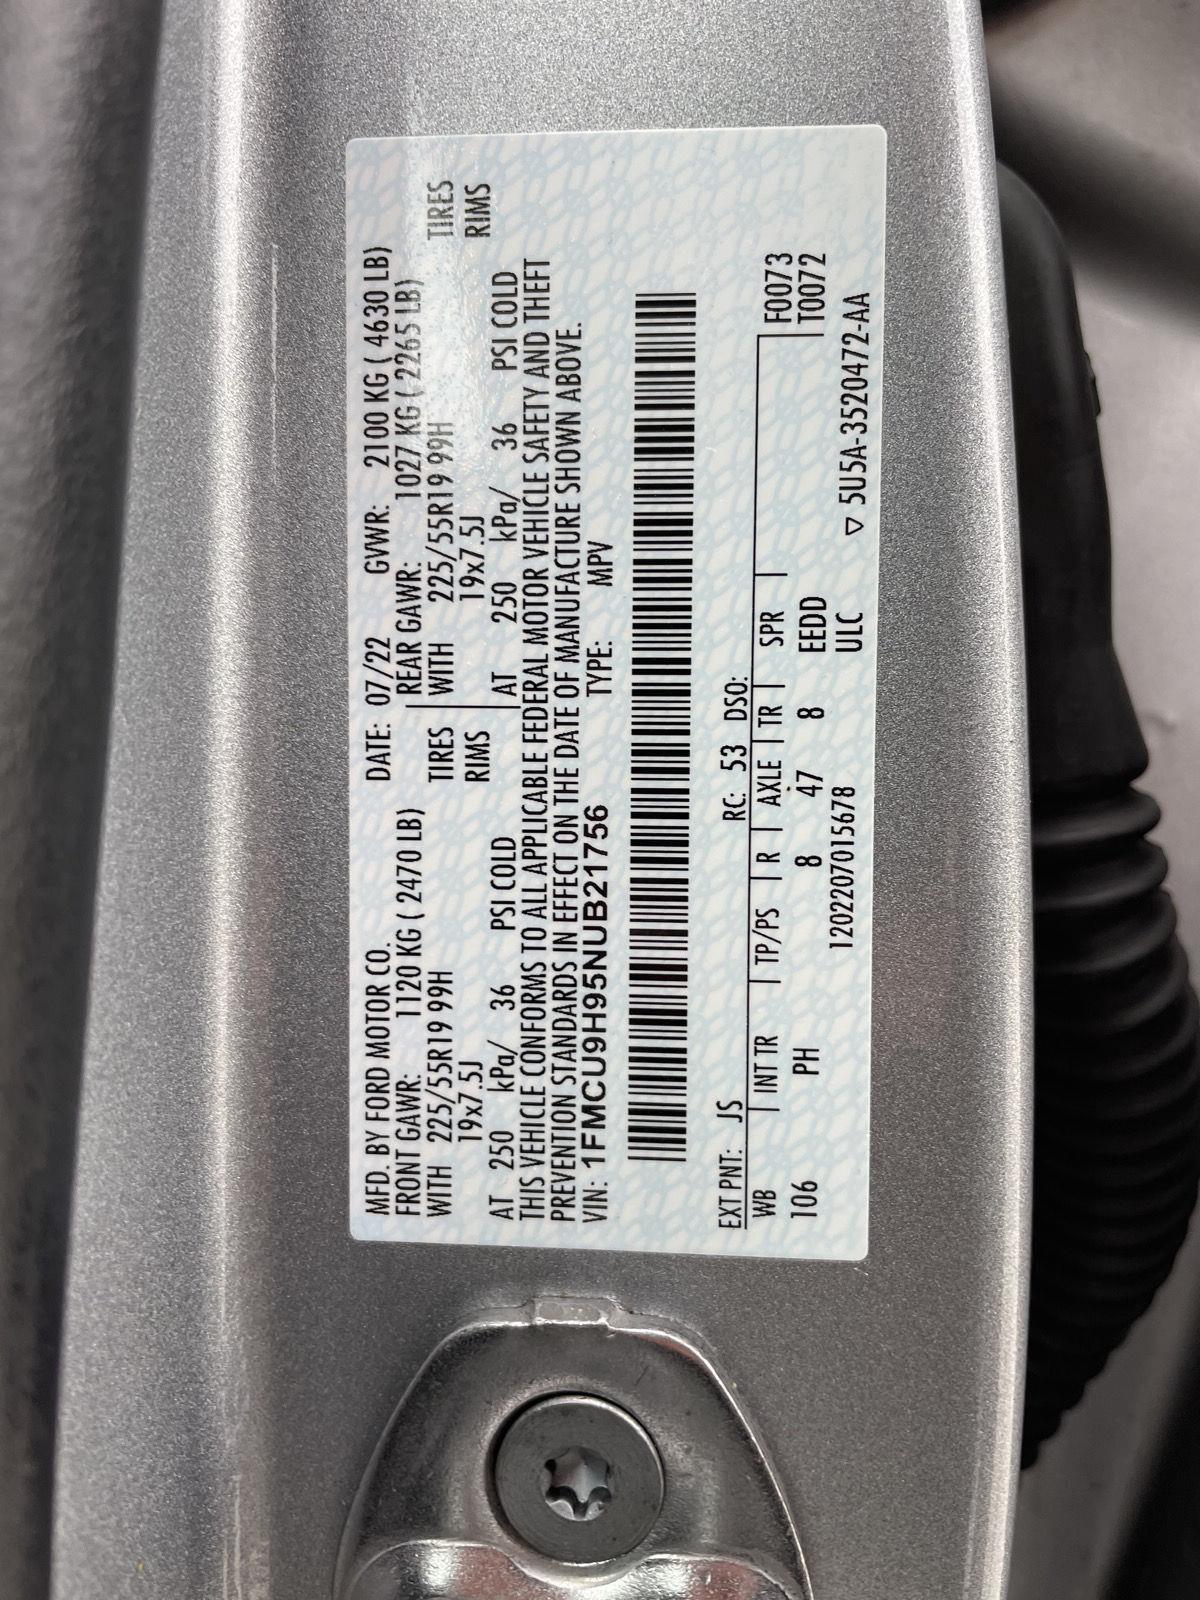 MFD. BY FORD MOTOR CO. DATE: 07/22 GVWR: 2100 KG ( 4630 LB)
FRONT GAWR: 1120 KG ( 2470 LB) REAR GAWR: 1027 KG ( 2265 LB)
WITH 225/55R19 99H TIRES WITH 225/55R19 99H TIRES
19x7.5J RIMS 19x7.5J RIMS
AT 250 kPa/ 36 PSI COLD AT 250 kPa/ 36 PSI COLD
THIS VEHICLE CONFORMS TO ALL APPLICABLE FEDERAL MOTOR VEHICLE SAFETY AND THEFT
PREVENTION STANDARDS IN EFFECT ON THE DATE OF MANUFACTURE SHOWN ABOVE.
VIN: 1FMCU9H95NUB21756 TYPE: MPV
EXT PNT: JS RC: 53 DSO:
WB INT TR TP/PS R AXLE TR SPR F0073
106 PH 8 47 8 EEDD T0072
1202207015678 ULC ▽ 5U5A-3520472-AA